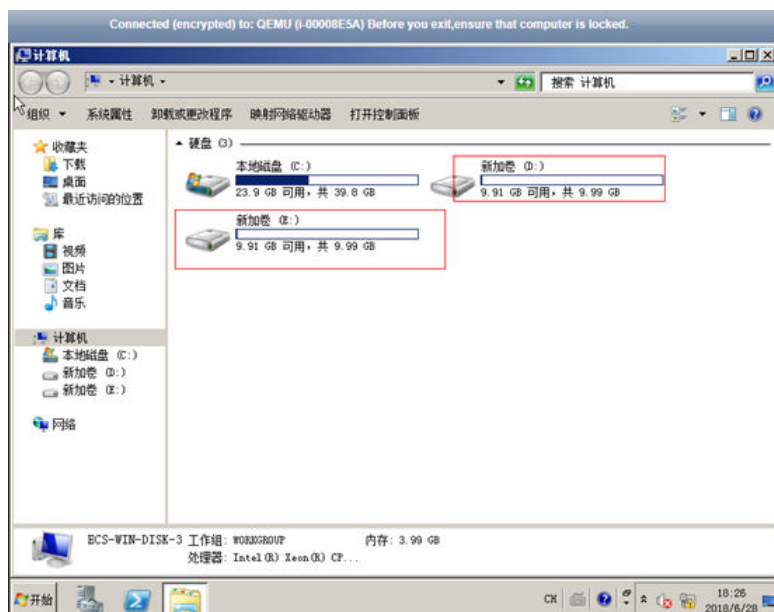 Connected (encrypted) to: QEMU (i-00008E5A) Before you exit,ensure that computer is locked.
计算机
计算机
搜索 计算机
组织 系统属性 卸载或更改程序 映射网络驱动器 打开控制面板
收藏夹
下载
桌面
最近访问的位置
库
视频
图片
文档
音乐
计算机
本地磁盘 (C:)
新加卷 (D:)
新加卷 (E:)
网络
硬盘 (3)
本地磁盘 (C:)
23.9 GB 可用，共 39.8 GB
新加卷 (D:)
9.91 GB 可用，共 9.99 GB
新加卷 (E:)
9.91 GB 可用，共 9.99 GB
ECS-WIN-DISK-3 工作组: WORKGROUP 内存: 3.99 GB
处理器: Intel(R) Xeon(R) CP...
开始
CH
18:26
2018/6/28